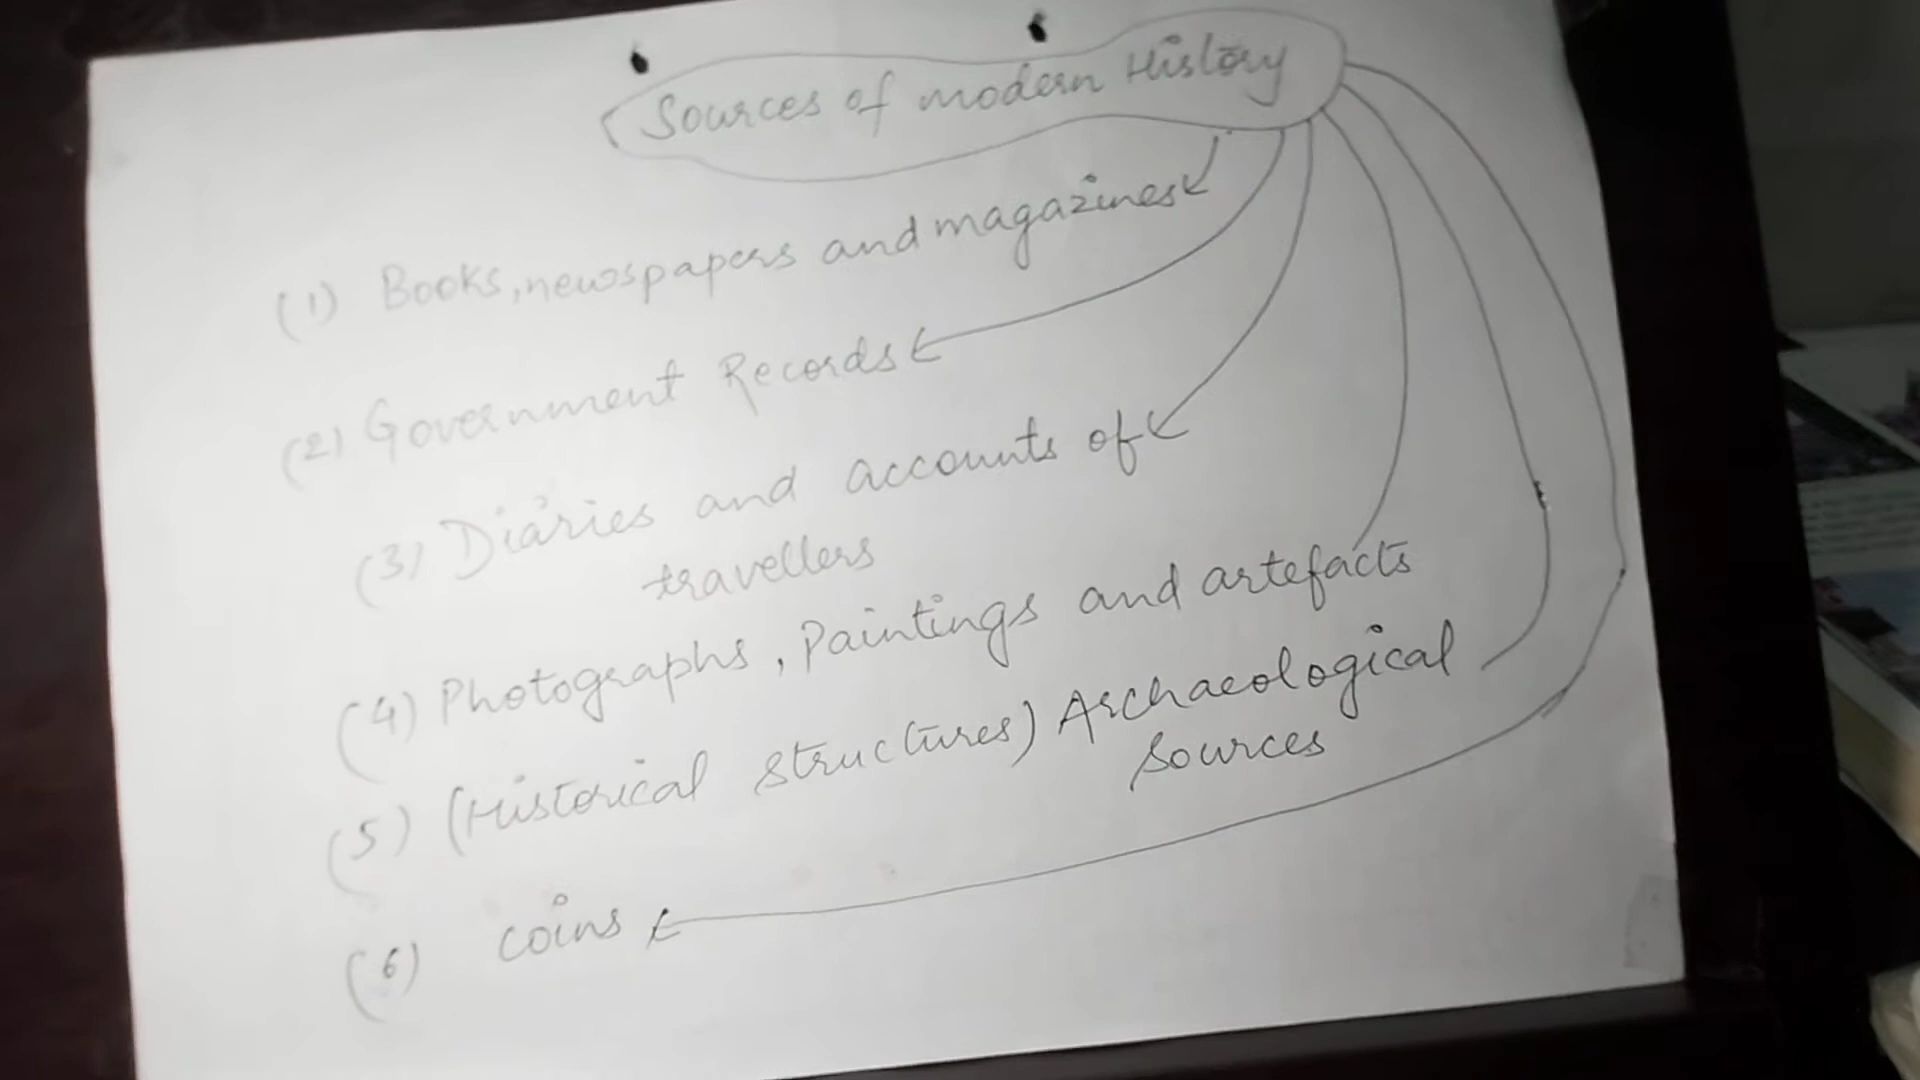 Sources of modern History
(1) Books, newspapers and magazines
(2) Government Records
(3) Diaries and accounts of
travellers
(4) Photographs, Paintings and artefacts
(5) (Historical structures) Archaeological
sources
(6) coins